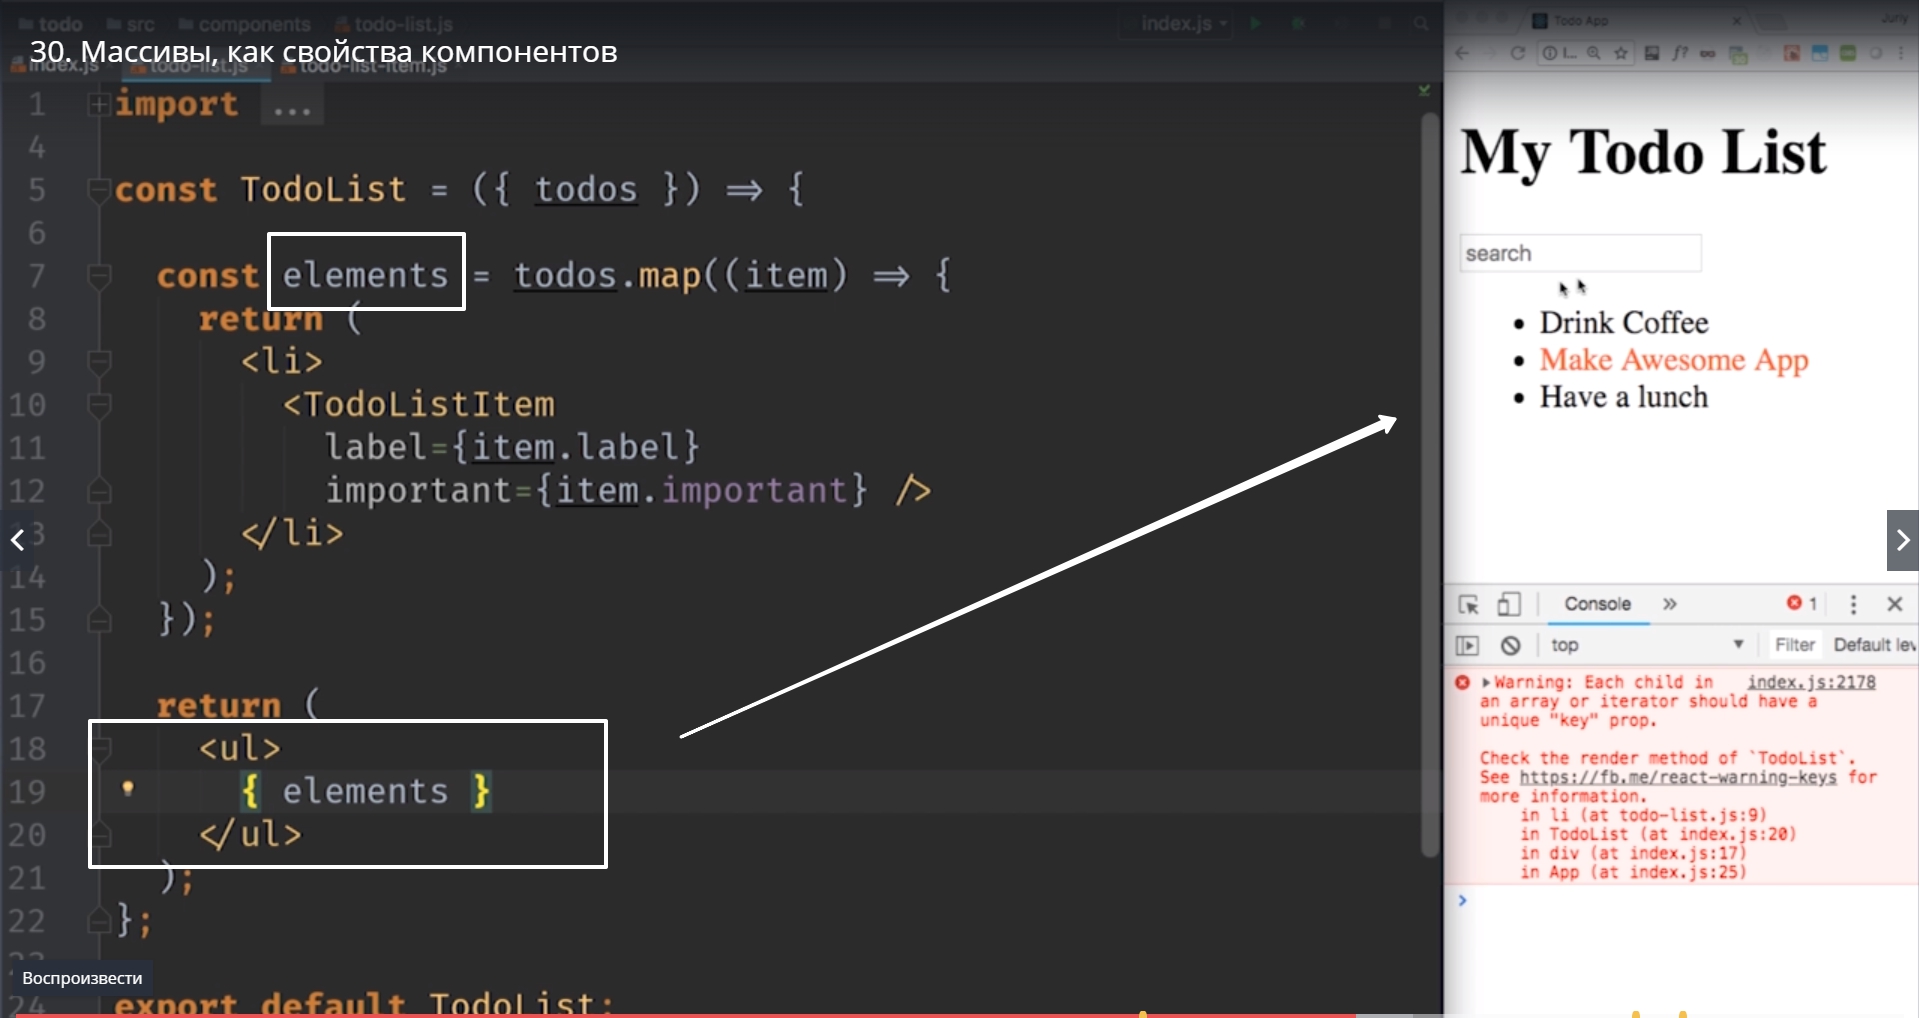 todo src components todo-list.js index.js
30. Массивы, как свойства компонентов
index.js todo-list.js todo-list-item.js
1 import ...
4
5 const TodoList = ({ todos }) => {
6
7 const elements = todos.map((item) => {
8 return (
9 <li>
10 <TodoListItem
11 label={item.label}
12 important={item.important} />
13 </li>
14 );
15 });
16
17 return (
18 <ul>
19 { elements }
20 </ul>
21 );
22 };
23
Воспроизвести
24 export default TodoList;
Todo App
My Todo List
search
• Drink Coffee
• Make Awesome App
• Have a lunch
Console » 1
top Filter Default lev
Warning: Each child in index.js:2178
an array or iterator should have a
unique "key" prop.
Check the render method of `TodoList`.
See https://fb.me/react-warning-keys for
more information.
in li (at todo-list.js:9)
in TodoList (at index.js:20)
in div (at index.js:17)
in App (at index.js:25)